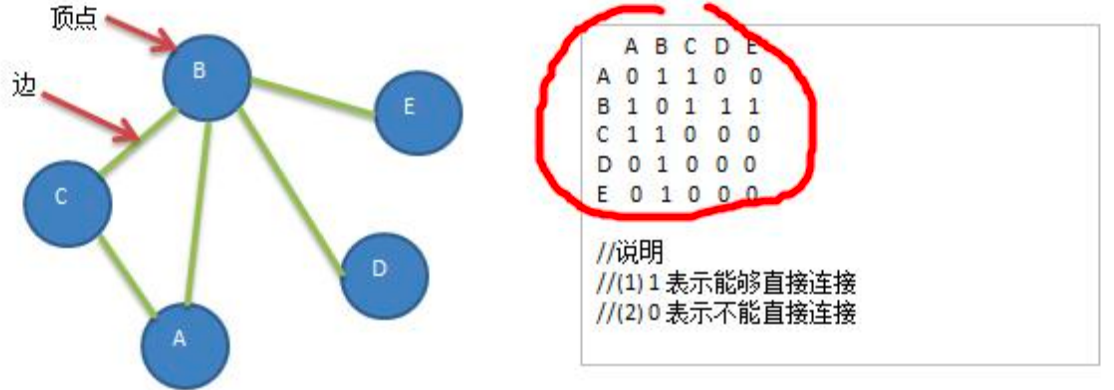 顶点
B
边
E
C
D
A
A B C D E
A 0 1 1 0 0
B 1 0 1 1 1
C 1 1 0 0 0
D 0 1 0 0 0
E 0 1 0 0 0
//说明
//(1) 1 表示能够直接连接
//(2) 0 表示不能直接连接